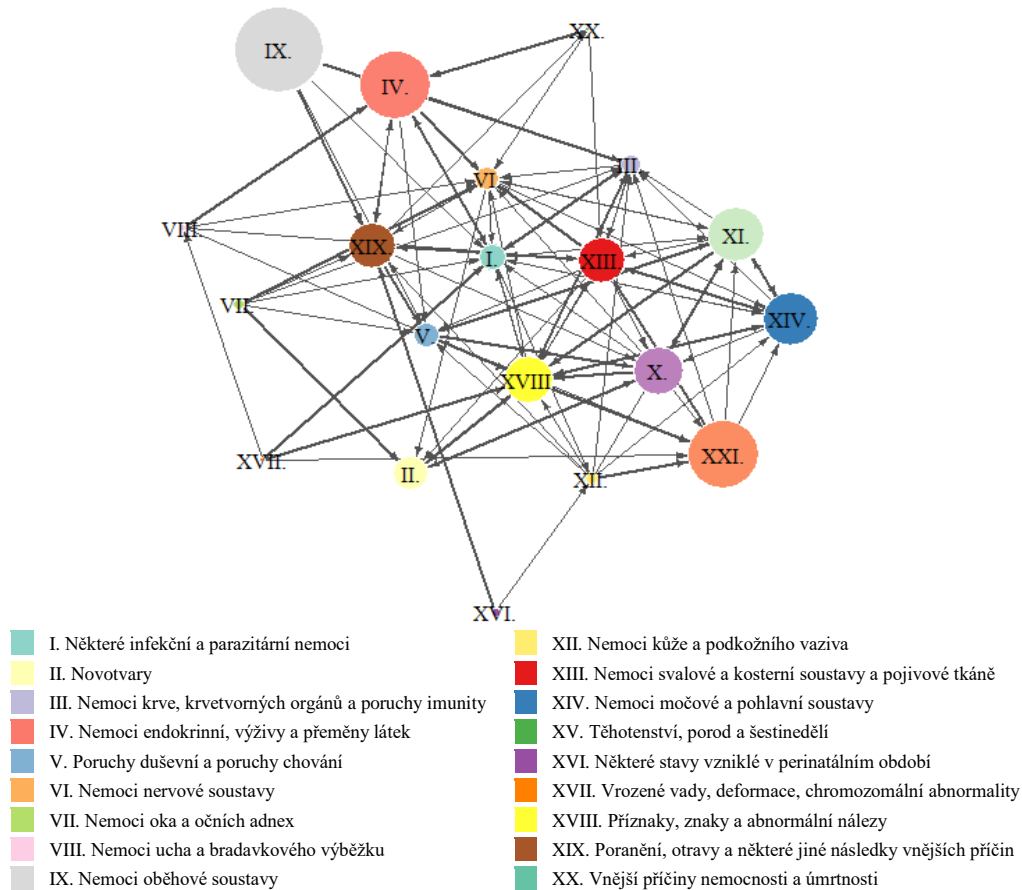 IX.
XX.
IV.
III.
VI.
VIII.
XIX.
I.
XIII.
XI.
VII.
V.
XIV.
XVIII.
X.
XVII.
II.
XII.
XXI.
XVI.
I. Některé infekční a parazitární nemoci
II. Novotvary
III. Nemoci krve, krvetvorných orgánů a poruchy imunity
IV. Nemoci endokrinní, výživy a přeměny látek
V. Poruchy duševní a poruchy chování
VI. Nemoci nervové soustavy
VII. Nemoci oka a očních adnex
VIII. Nemoci ucha a bradavkového výběžku
IX. Nemoci oběhové soustavy
XII. Nemoci kůže a podkožního vaziva
XIII. Nemoci svalové a kosterní soustavy a pojivové tkáně
XIV. Nemoci močové a pohlavní soustavy
XV. Těhotenství, porod a šestinedělí
XVI. Některé stavy vzniklé v perinatálním období
XVII. Vrozené vady, deformace, chromozomální abnormality
XVIII. Příznaky, znaky a abnormální nálezy
XIX. Poranění, otravy a některé jiné následky vnějších příčin
XX. Vnější příčiny nemocnosti a úmrtnosti